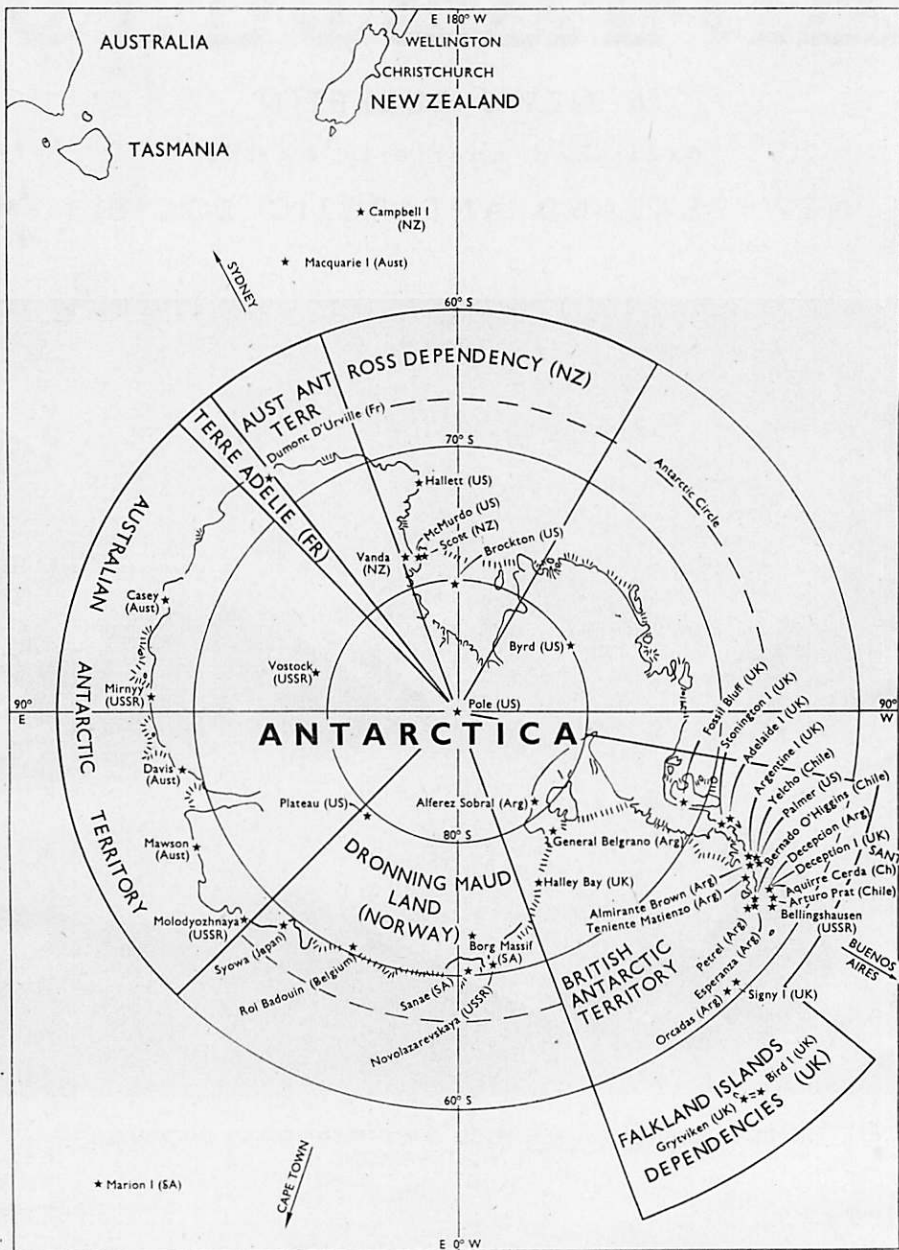 E 180° W
AUSTRALIA
WELLINGTON
CHRISTCHURCH
NEW ZEALAND
TASMANIA
Campbell I
(NZ)
Macquarie I (Aust)
SYDNEY
60° S
ROSS DEPENDENCY (NZ)
AUST ANT
TERR
TERRE ADELIE (FR)
Dumont D'Urville (Fr)
70° S
Antarctic Circle
Hallett (US)
McMurdo (US)
Scott (NZ)
Vanda
(NZ)
Brockton (US)
AUSTRALIAN
ANTARCTIC
TERRITORY
Casey
(Aust)
Byrd (US)
Vostock
(USSR)
Mirnyy
(USSR)
90°
E
Pole (US)
90°
W
ANTARCTICA
Fossil Bluff (UK)
Stonington I (UK)
Adelaide I (UK)
Argentine I (UK)
Yelcho (Chile)
Palmer (US)
Bernado O'Higgins (Chile)
Decepcion (Arg)
Deception I (UK)
SANT
Aquirre Cerda (Ch)
Arturo Prat (Chile)
Bellingshausen
(USSR)
Davis
(Aust)
Plateau (US)
Alferez Sobral (Arg)
80° S
General Belgrano (Arg)
Mawson
(Aust)
DRONNING MAUD
LAND
(NORWAY)
Halley Bay (UK)
Almirante Brown (Arg)
Teniente Matienzo (Arg)
Molodyozhnaya
(USSR)
Syowa (Japan)
Borg Massif
(SA)
Roi Badouin (Belgium)
Sanae (SA)
Novolazarevskaya (USSR)
BRITISH
ANTARCTIC
TERRITORY
Petrel (Arg)
Esperanza (Arg)
Orcadas (Arg)
Signy I (UK)
BUENOS
AIRES
60° S
FALKLAND ISLANDS
DEPENDENCIES (UK)
Grytviken (UK)
Bird I (UK)
Marion I (SA)
CAPE TOWN
E 0° W